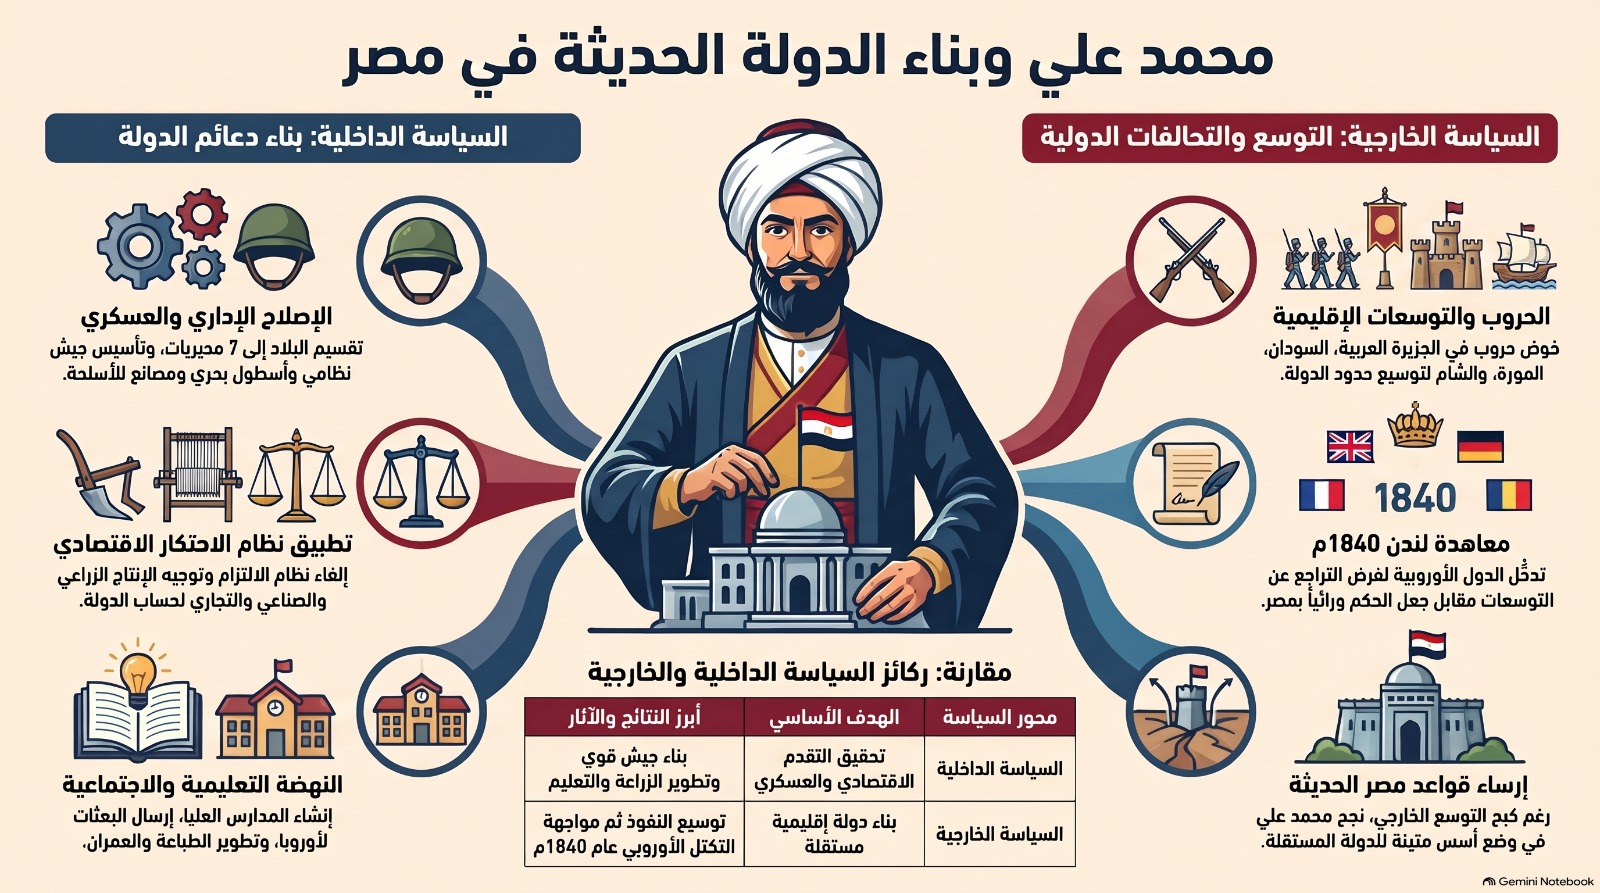 محمد علي وبناء الدولة الحديثة في مصر
السياسة الخارجية: التوسع والتحالفات الدولية
الحروب والتوسعات الإقليمية
خوض حروب في الجزيرة العربية، السودان،
المورة، والشام لتوسيع حدود الدولة.
1840
معاهدة لندن 1840م
تدخُّل الدول الأوروبية لفرض التراجع عن
التوسعات مقابل جعل الحكم وراثياً بمصر.
إرساء قواعد مصر الحديثة
رغم كبح التوسع الخارجي، نجح محمد علي
في وضع أسس متينة للدولة المستقلة.
السياسة الداخلية: بناء دعائم الدولة
الإصلاح الإداري والعسكري
تقسيم البلاد إلى 7 محيريات، وتأسيس جيش
نظامي وأسطول بحري ومصانع للأسلحة.
تطبيق نظام الاحتكار الاقتصادي
إلغاء نظام الالتزام وتوجيه الإنتاج الزراعي
والصناعي والتجاري لحساب الدولة.
النهضة التعليمية والاجتماعية
إنشاء المدارس العليا، إرسال البعثات
لأوروبا، وتطوير الطباعة والعمران.
مقارنة: ركائز السياسة الداخلية والخارجية
محور السياسة الهدف الأساسي أبرز النتائج والآثار
السياسة الداخلية
تحقيق التقدم
الاقتصادي والعسكري
بناء جيش قوي
وتطوير الزراعة والتعليم
السياسة الخارجية
بناء دولة إقليمية
مستقلة
توسيع النفوذ ثم مواجهة
التكتل الأوروبي عام 1840م
Gemini Notebook